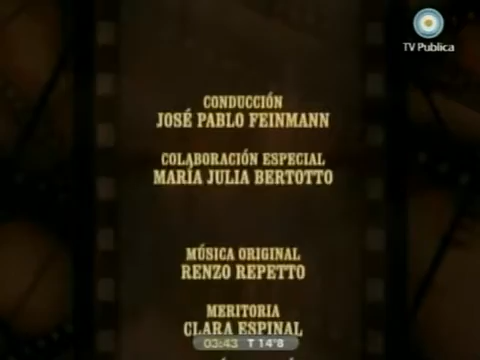 TV Pública
CONDUCCIÓN
JOSÉ PABLO FEINMANN
COLABORACIÓN ESPECIAL
MARÍA JULIA BERTOTTO
MÚSICA ORIGINAL
RENZO REPETTO
MERITORIA
CLARA ESPINAL
03:43 T 14°8